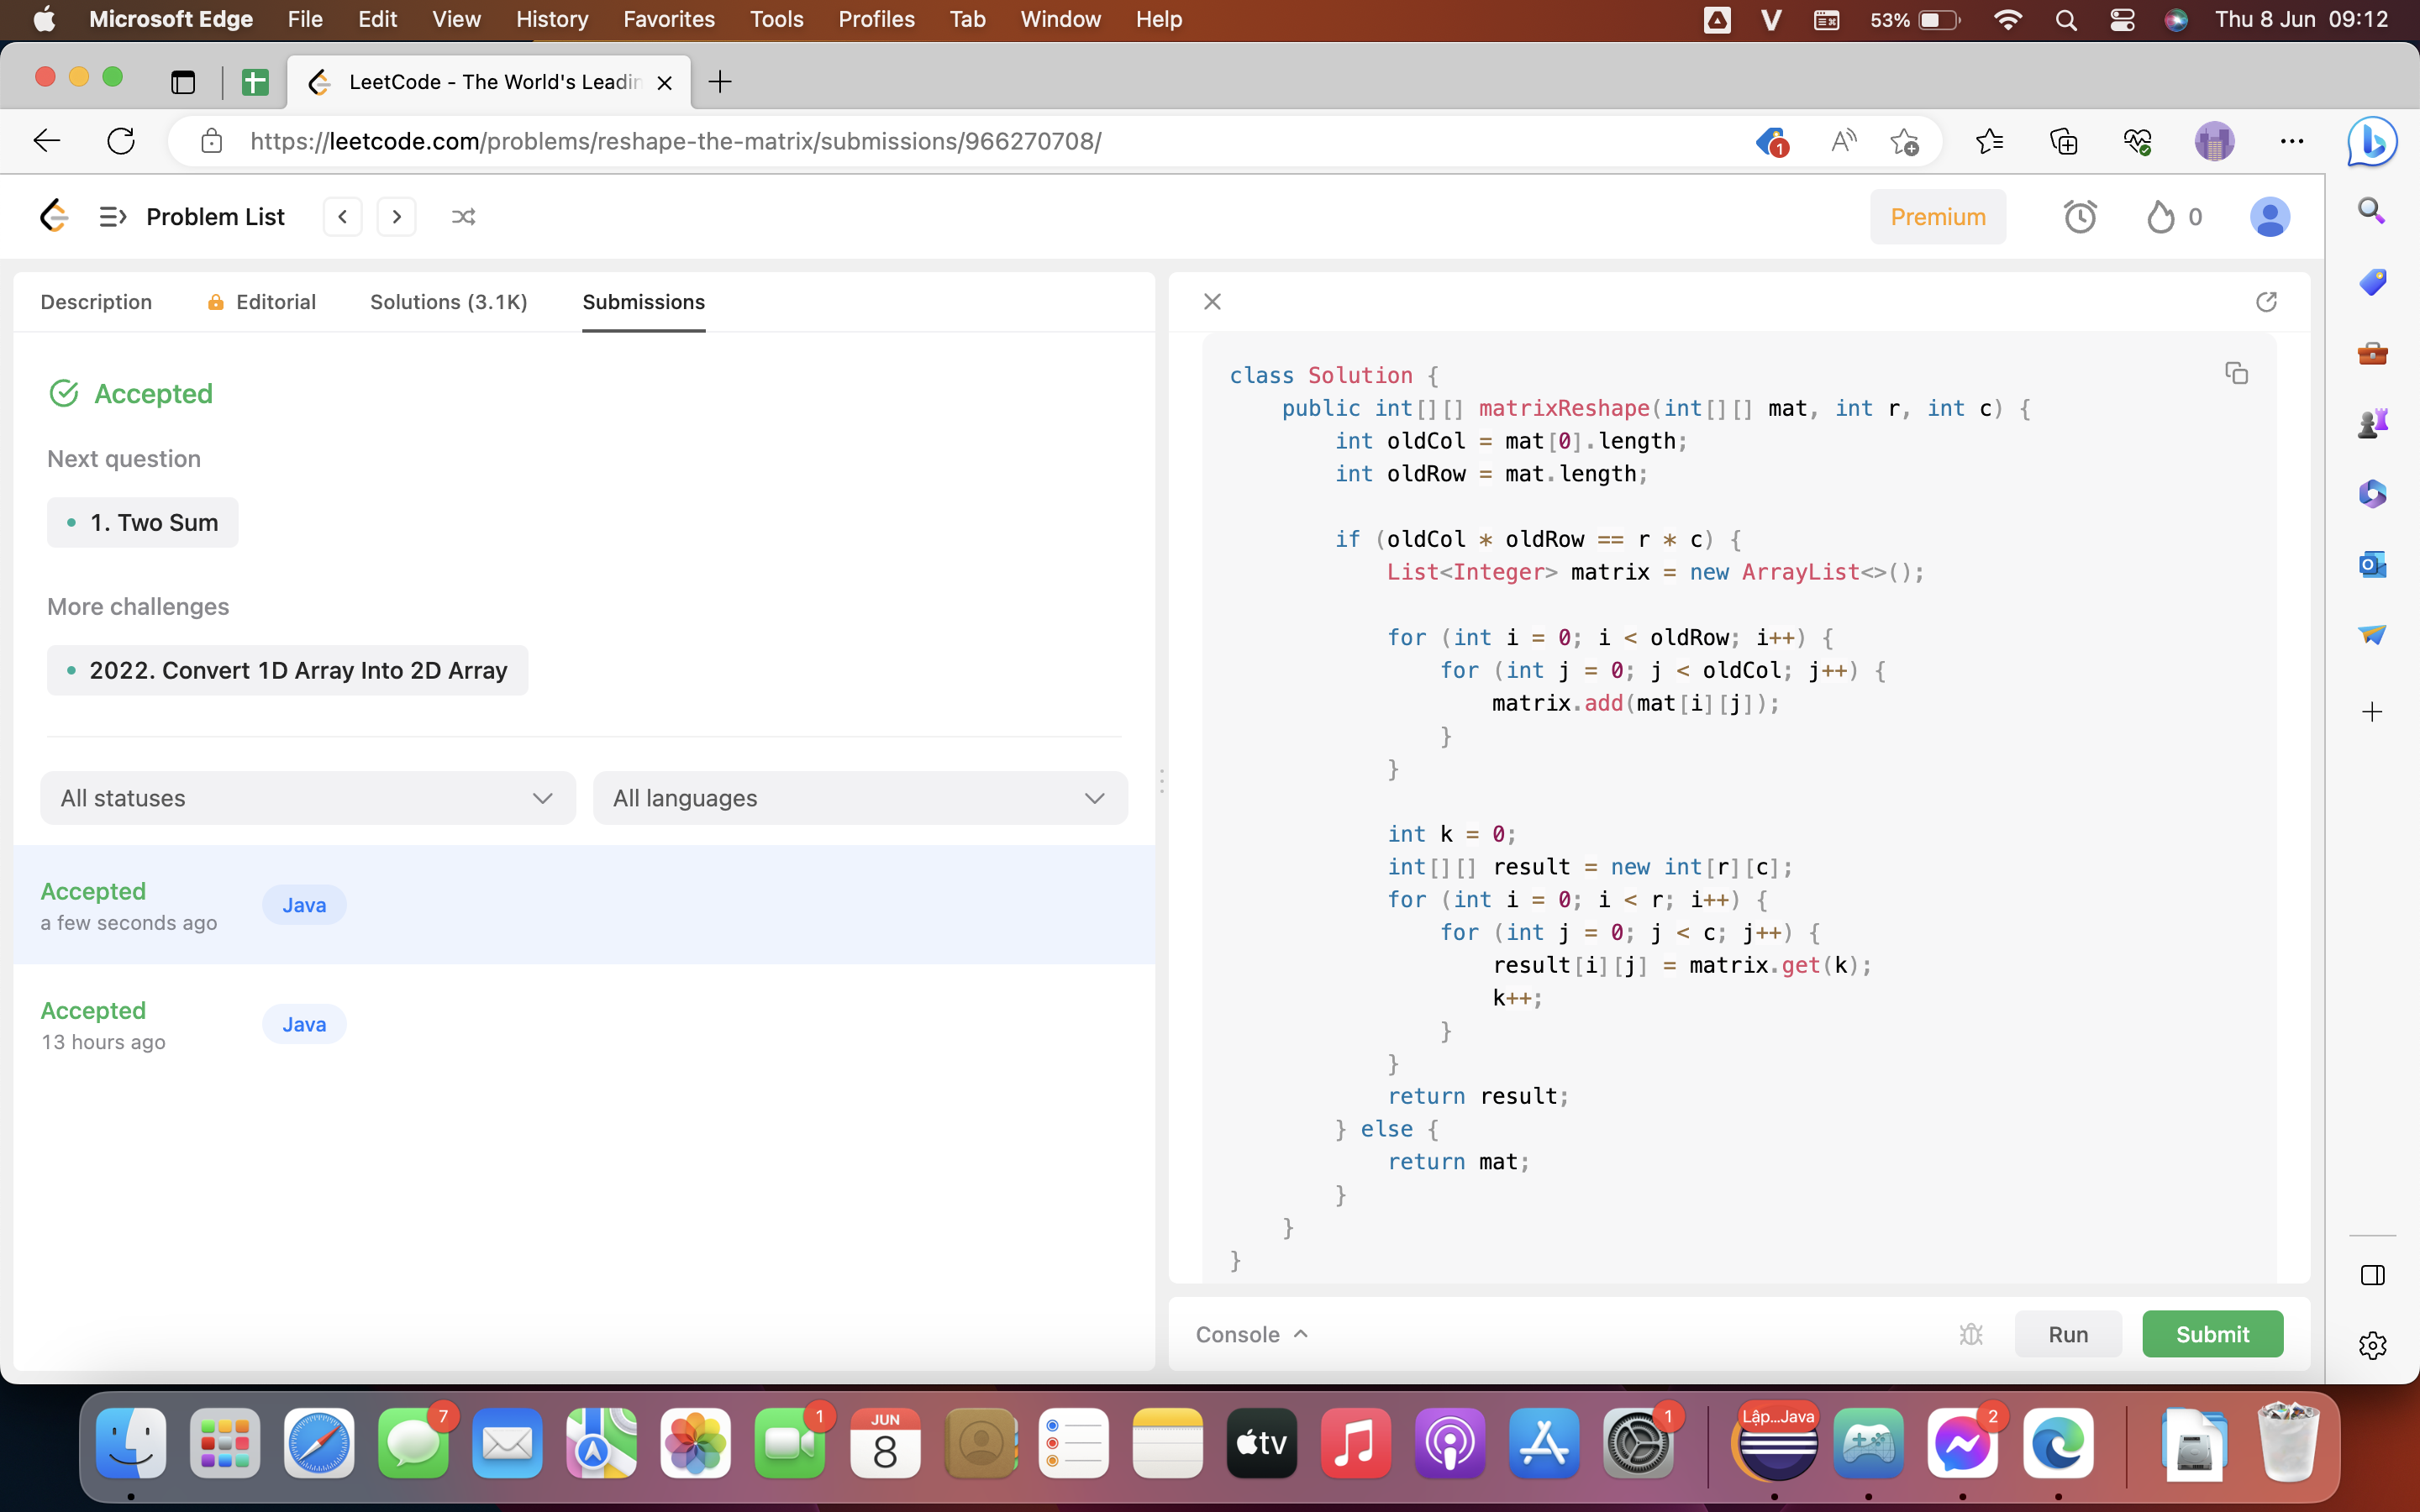 Microsoft Edge File Edit View History Favorites Tools Profiles Tab Window Help 53% Thu 8 Jun 09:12
LeetCode - The World's Leadin
https://leetcode.com/problems/reshape-the-matrix/submissions/966270708/
1
Problem List
Premium
0
Description
Editorial
Solutions (3.1K)
Submissions
Accepted
Next question
1. Two Sum
More challenges
2022. Convert 1D Array Into 2D Array
All statuses
All languages
Accepted
a few seconds ago
Java
Accepted
13 hours ago
Java
class Solution {
    public int[][] matrixReshape(int[][] mat, int r, int c) {
        int oldCol = mat[0].length;
        int oldRow = mat.length;

        if (oldCol * oldRow == r * c) {
            List<Integer> matrix = new ArrayList<>();

            for (int i = 0; i < oldRow; i++) {
                for (int j = 0; j < oldCol; j++) {
                    matrix.add(mat[i][j]);
                }
            }

            int k = 0;
            int[][] result = new int[r][c];
            for (int i = 0; i < r; i++) {
                for (int j = 0; j < c; j++) {
                    result[i][j] = matrix.get(k);
                    k++;
                }
            }
            return result;
        } else {
            return mat;
        }
    }
}
Console
Run
Submit
7
1
JUN
8
tv
1
Lập...Java
2